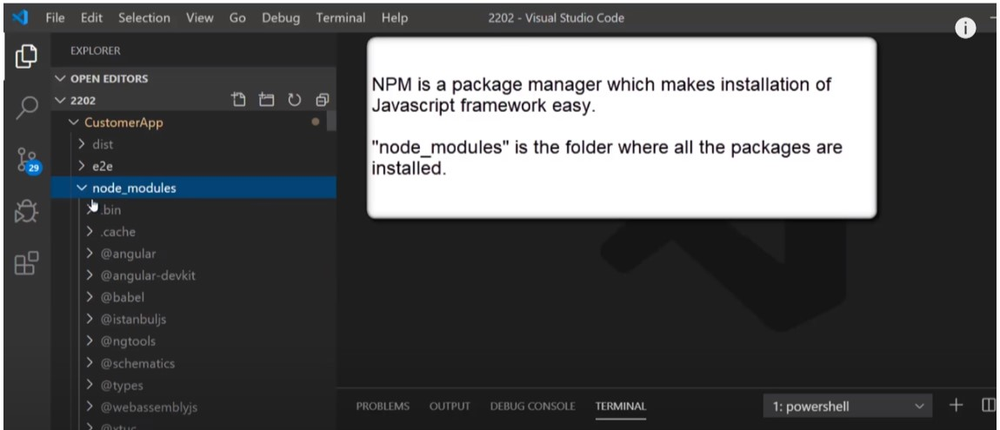 File Edit Selection View Go Debug Terminal Help 2202 - Visual Studio Code
EXPLORER
OPEN EDITORS
2202
CustomerApp
dist
e2e
29
node_modules
.bin
.cache
@angular
@angular-devkit
@babel
@istanbuljs
@ngtools
@schematics
@types
@webassemblyjs
@xtuc
NPM is a package manager which makes installation of
Javascript framework easy.
"node_modules" is the folder where all the packages are
installed.
PROBLEMS OUTPUT DEBUG CONSOLE TERMINAL 1: powershell